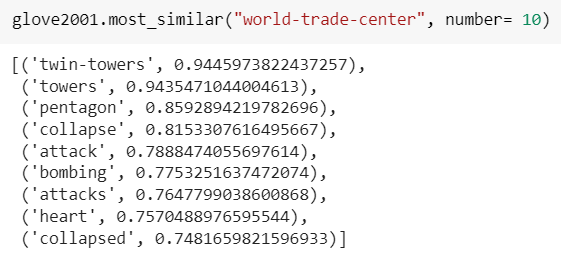 glove2001.most_similar("world-trade-center", number= 10)
[('twin-towers', 0.9445973822437257),
('towers', 0.9435471044004613),
('pentagon', 0.8592894219782696),
('collapse', 0.8153307616495667),
('attack', 0.7888474055697614),
('bombing', 0.7753251637472074),
('attacks', 0.7647799038600868),
('heart', 0.7570488976595544),
('collapsed', 0.7481659821596933)]